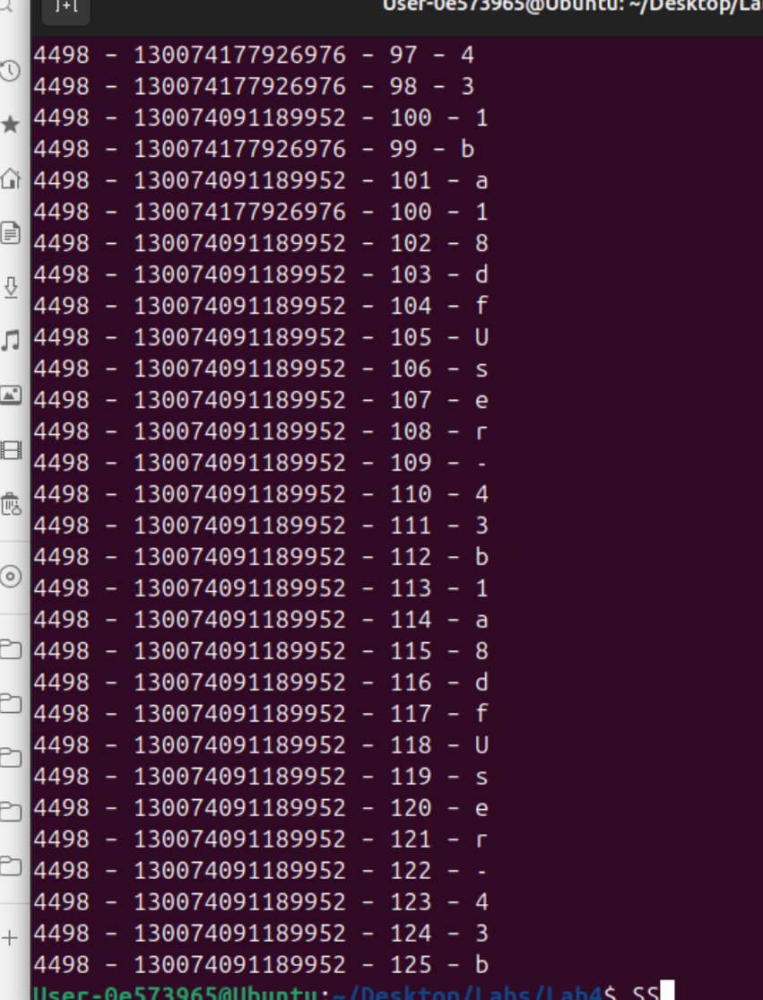 User-0e573965@Ubuntu: ~/Desktop/La
4498 - 130074177926976 - 97 - 4
4498 - 130074177926976 - 98 - 3
4498 - 130074091189952 - 100 - 1
4498 - 130074177926976 - 99 - b
4498 - 130074091189952 - 101 - a
4498 - 130074177926976 - 100 - 1
4498 - 130074091189952 - 102 - 8
4498 - 130074091189952 - 103 - d
4498 - 130074091189952 - 104 - f
4498 - 130074091189952 - 105 - U
4498 - 130074091189952 - 106 - s
4498 - 130074091189952 - 107 - e
4498 - 130074091189952 - 108 - r
4498 - 130074091189952 - 109 - -
4498 - 130074091189952 - 110 - 4
4498 - 130074091189952 - 111 - 3
4498 - 130074091189952 - 112 - b
4498 - 130074091189952 - 113 - 1
4498 - 130074091189952 - 114 - a
4498 - 130074091189952 - 115 - 8
4498 - 130074091189952 - 116 - d
4498 - 130074091189952 - 117 - f
4498 - 130074091189952 - 118 - U
4498 - 130074091189952 - 119 - s
4498 - 130074091189952 - 120 - e
4498 - 130074091189952 - 121 - r
4498 - 130074091189952 - 122 - -
4498 - 130074091189952 - 123 - 4
4498 - 130074091189952 - 124 - 3
4498 - 130074091189952 - 125 - b
User-0e573965@Ubuntu:~/Desktop/Labs/Lab4$ SS